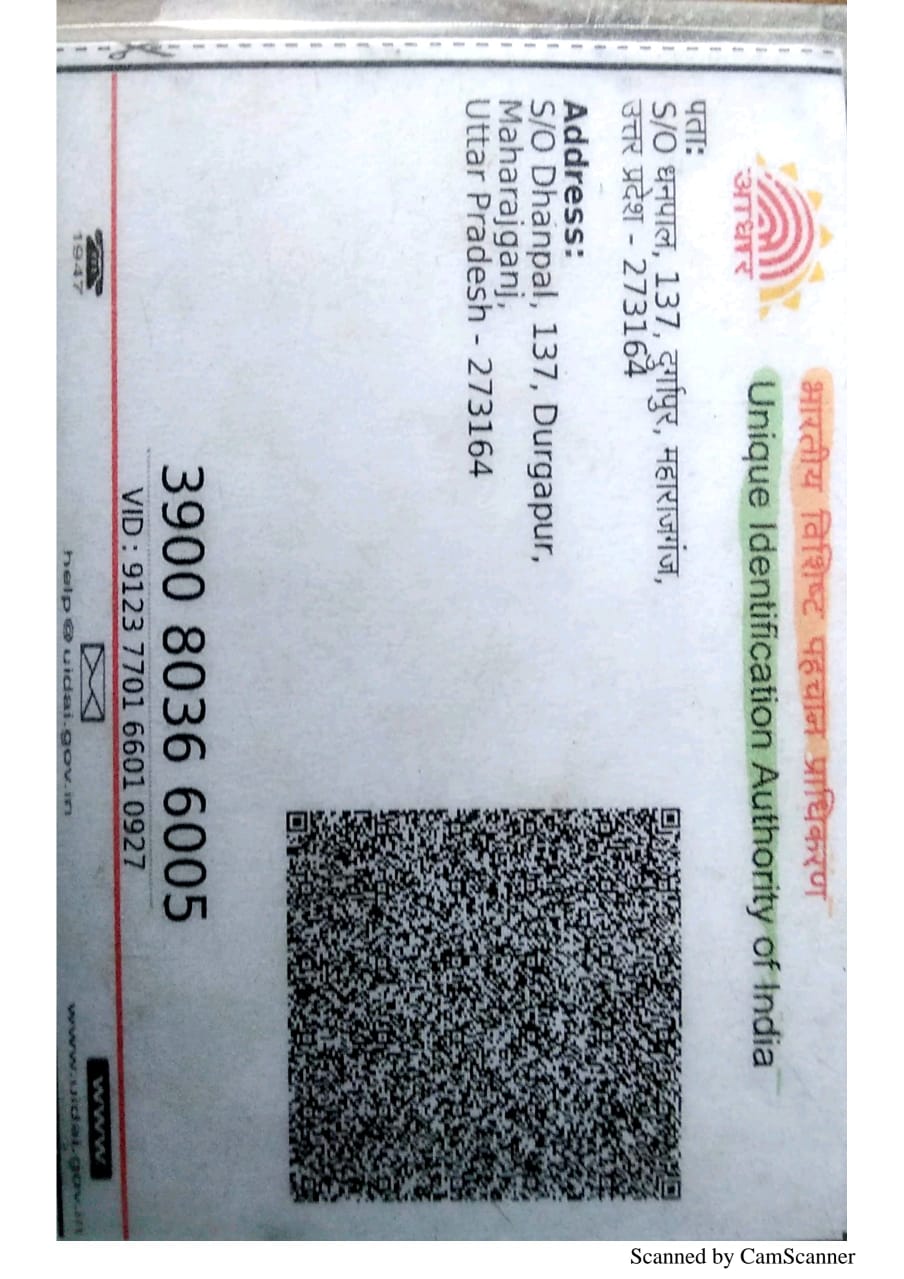 भारतीय विशिष्ट पहचान प्राधिकरण
Unique Identification Authority of India
आधार
पता:
S/O धनपाल, 137, दुर्गापुर, महाराजगंज,
उत्तर प्रदेश - 273164
Address:
S/O Dhanpal, 137, Durgapur,
Maharajganj,
Uttar Pradesh - 273164
3900 8036 6005
VID : 9123 7701 6601 0927
1947
help@uidai.gov.in
www
www.uidai.gov.in
Scanned by CamScanner